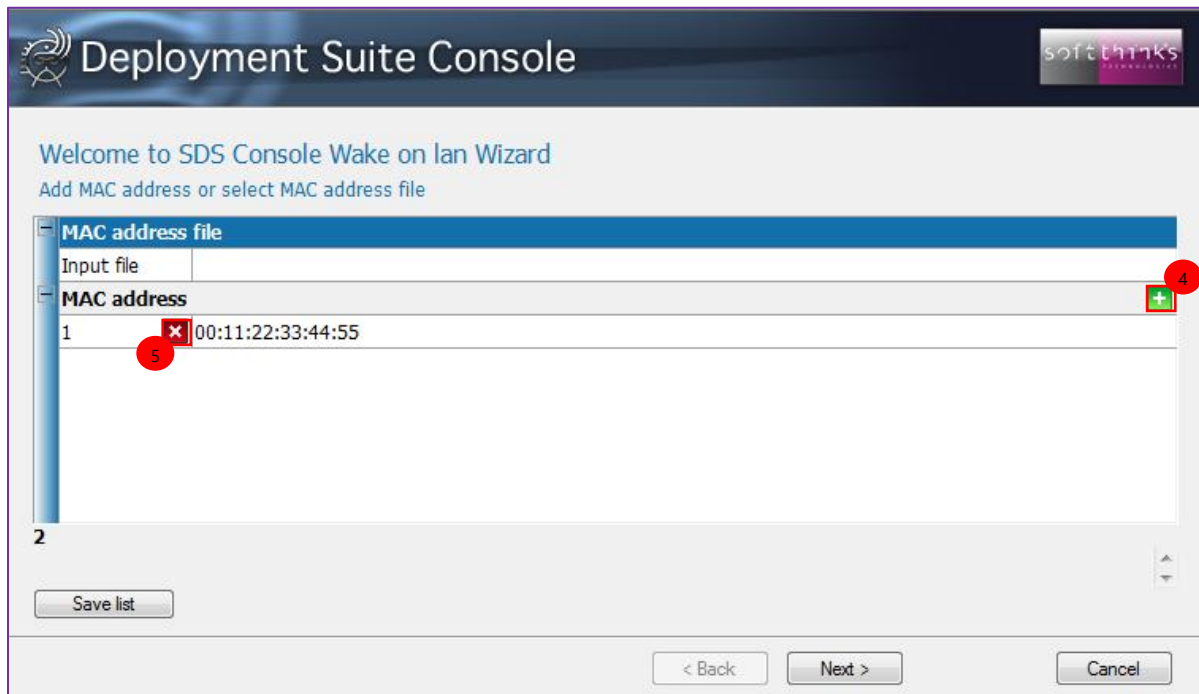 Deployment Suite Console
softthinks
Welcome to SDS Console Wake on lan Wizard
Add MAC address or select MAC address file
MAC address file
Input file
4
MAC address
1 00:11:22:33:44:55
5
2
Save list
< Back Next > Cancel